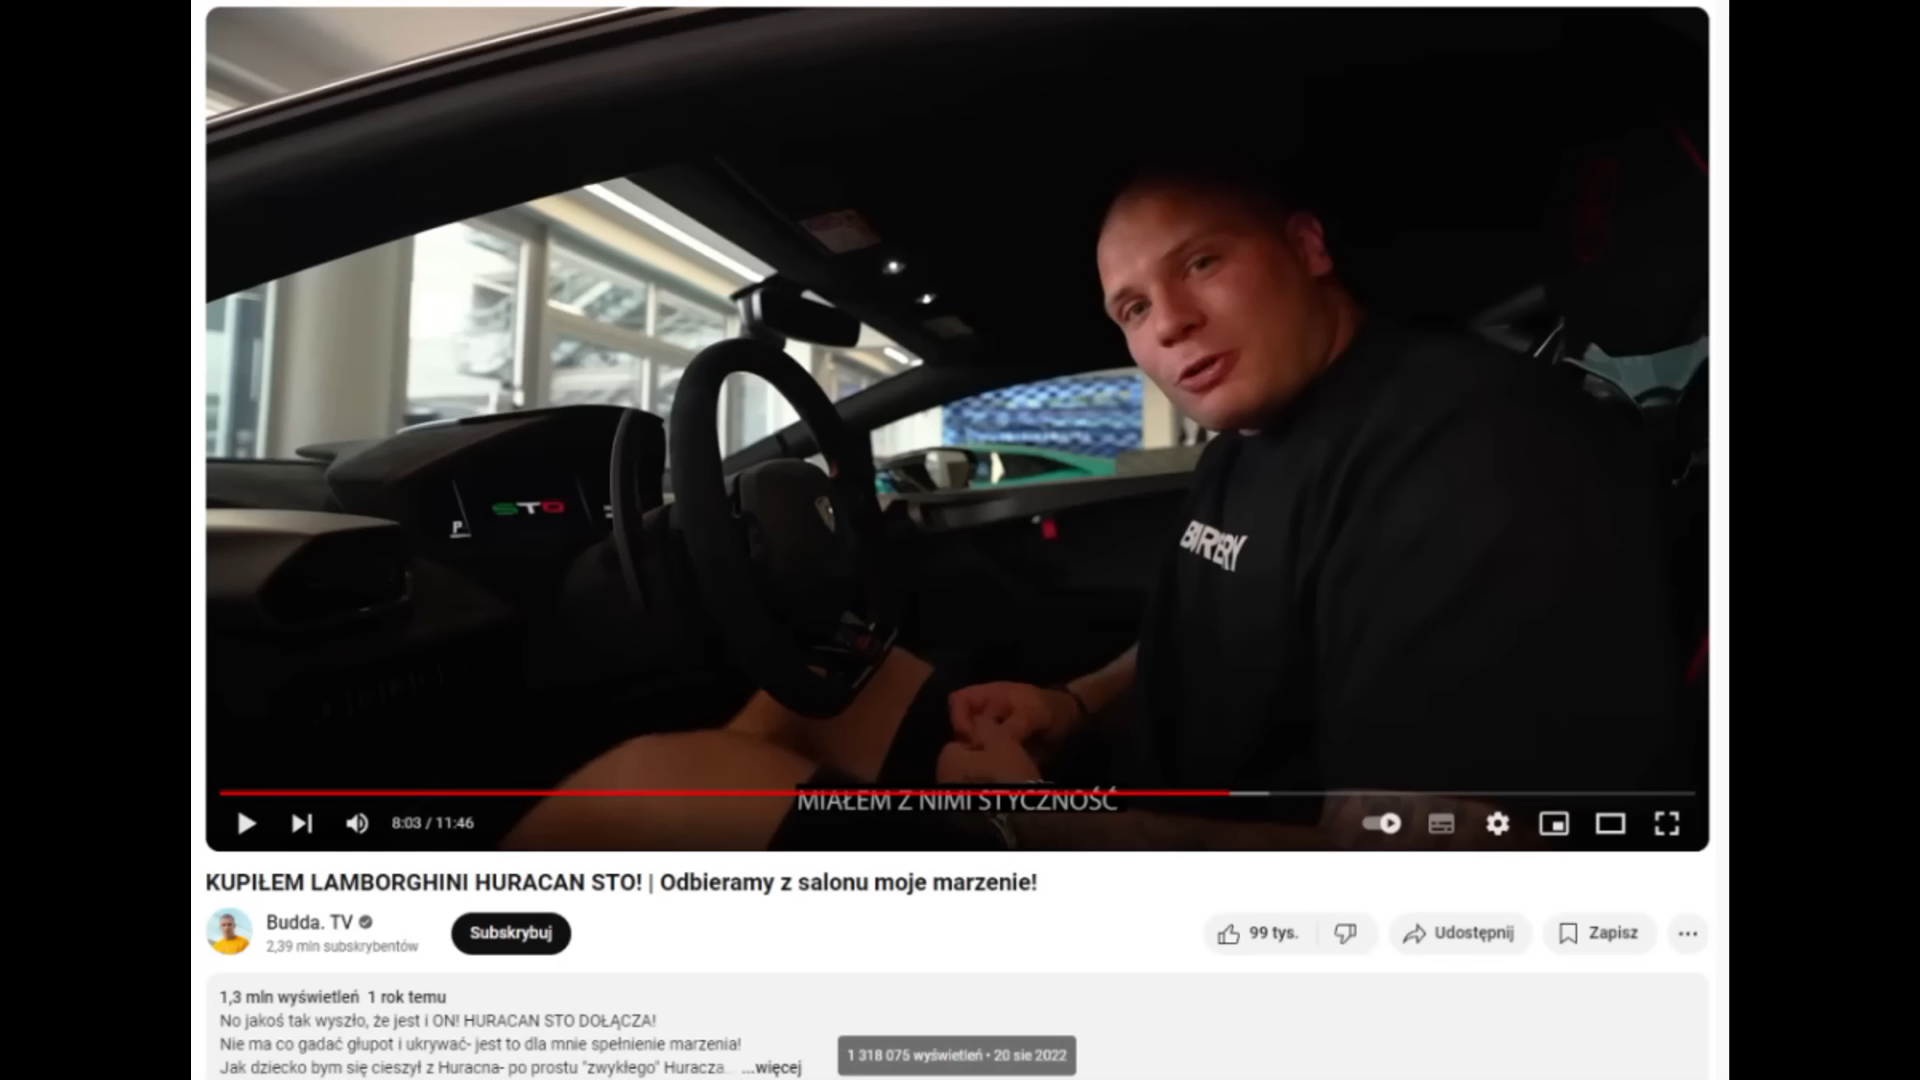 STO
P
BURBERRY
MIAŁEM Z NIMI STYCZNOŚĆ
8:03 / 11:46
KUPIŁEM LAMBORGHINI HURACAN STO! | Odbieramy z salonu moje marzenie!
Budda. TV
2,39 mln subskrybentów
Subskrybuj
99 tys.
Udostępnij
Zapisz
1,3 mln wyświetleń 1 rok temu
No jakoś tak wyszło, że jest i ON! HURACAN STO DOŁĄCZA!
Nie ma co gadać głupot i ukrywać- jest to dla mnie spełnienie marzenia!
Jak dziecko bym się cieszył z Huracna- po prostu "zwykłego" Huracza... ...więcej
1 318 075 wyświetleń • 20 sie 2022